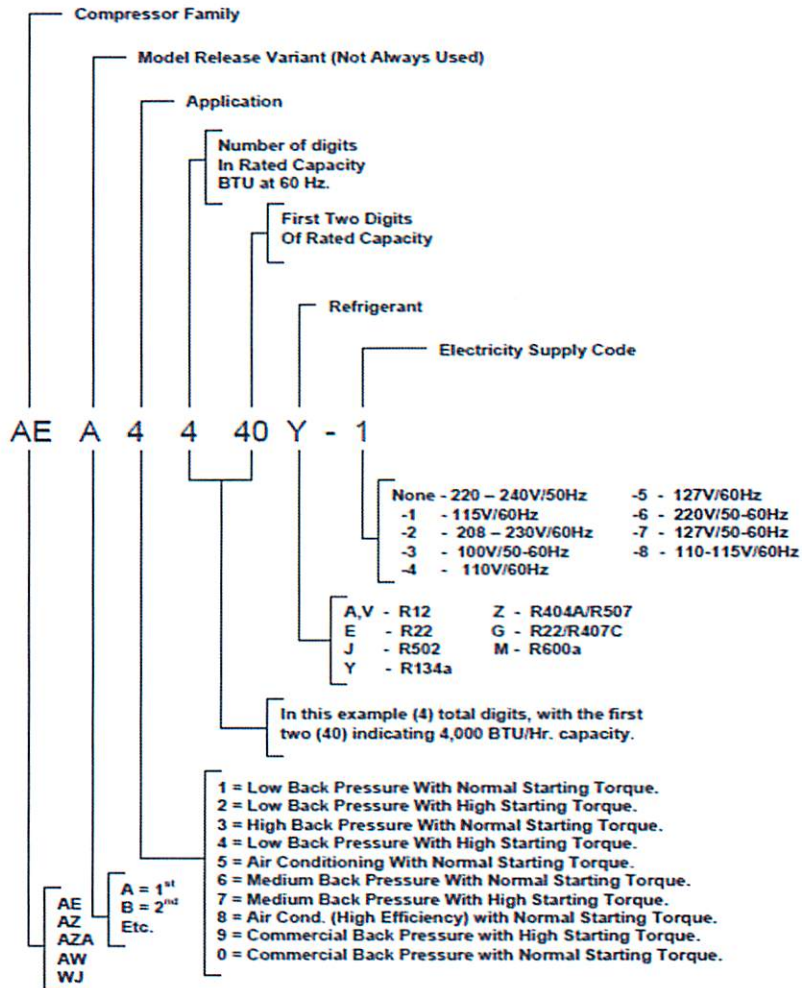 Compressor Family
Model Release Variant (Not Always Used)
Application
Number of digits
In Rated Capacity
BTU at 60 Hz.
First Two Digits
Of Rated Capacity
Refrigerant
Electricity Supply Code
AE A 4 4 40 Y - 1
None - 220 – 240V/50Hz -5 - 127V/60Hz
-1 - 115V/60Hz -6 - 220V/50-60Hz
-2 - 208 – 230V/60Hz -7 - 127V/50-60Hz
-3 - 100V/50-60Hz -8 - 110-115V/60Hz
-4 - 110V/60Hz
A,V - R12 Z - R404A/R507
E - R22 G - R22/R407C
J - R502 M - R600a
Y - R134a
In this example (4) total digits, with the first
two (40) indicating 4,000 BTU/Hr. capacity.
1 = Low Back Pressure With Normal Starting Torque.
2 = Low Back Pressure With High Starting Torque.
3 = High Back Pressure With Normal Starting Torque.
4 = Low Back Pressure With High Starting Torque.
5 = Air Conditioning With Normal Starting Torque.
6 = Medium Back Pressure With Normal Starting Torque.
7 = Medium Back Pressure With High Starting Torque.
8 = Air Cond. (High Efficiency) with Normal Starting Torque.
9 = Commercial Back Pressure with High Starting Torque.
0 = Commercial Back Pressure with Normal Starting Torque.
A = 1st
B = 2nd
Etc.
AE
AZ
AZA
AW
WJ